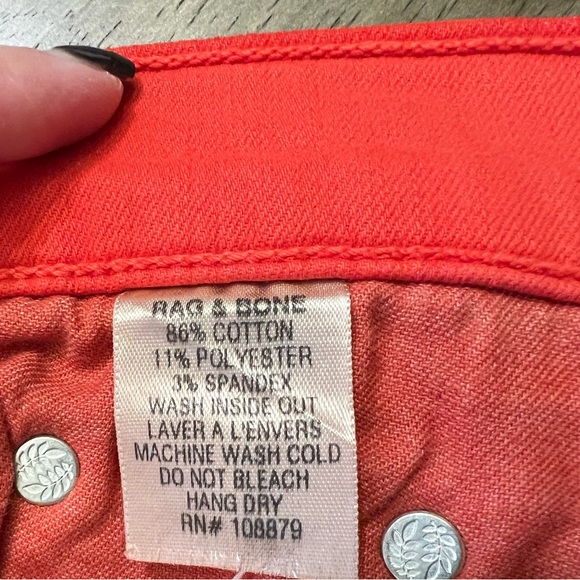 RAG & BONE
86% COTTON
11% POLYESTER
3% SPANDEX
WASH INSIDE OUT
LAVER A L'ENVERS
MACHINE WASH COLD
DO NOT BLEACH
HANG DRY
RN# 108879